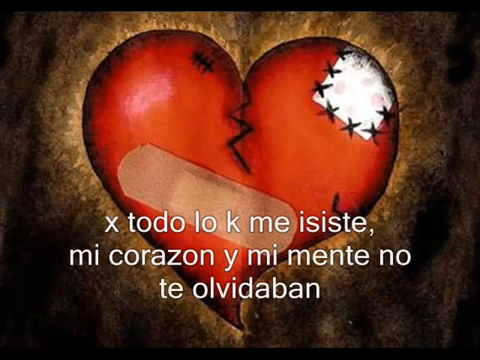 x todo lo k me isiste,
mi corazon y mi mente no
te olvidaban